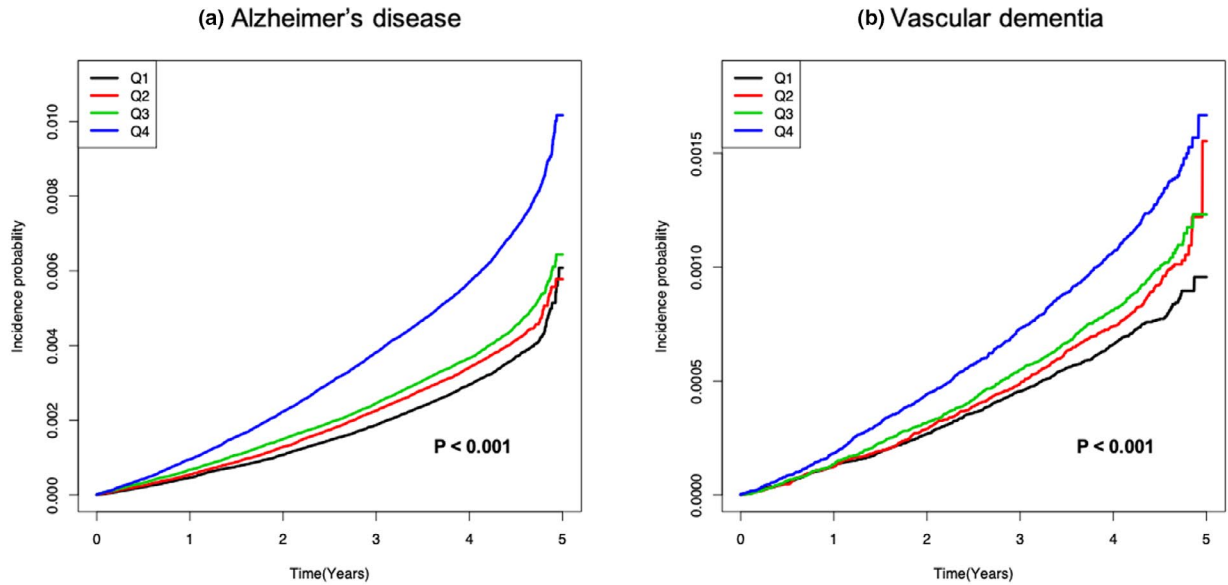 (a) Alzheimer's disease
Q1
Q2
Q3
Q4
Incidence probability
0.010
0.008
0.006
0.004
0.002
0.000
P < 0.001
0 1 2 3 4 5
Time(Years)
(b) Vascular dementia
Q1
Q2
Q3
Q4
Incidence probability
0.0015
0.0010
0.0005
0.0000
P < 0.001
0 1 2 3 4 5
Time(Years)